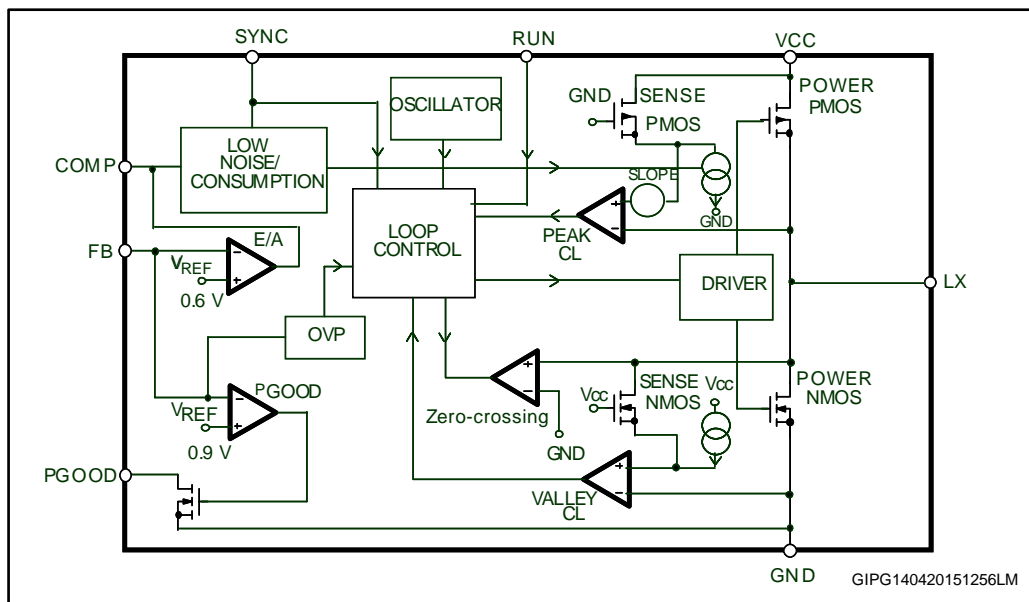 SYNC
RUN
VCC
OSCILLATOR
GND
SENSE
PMOS
POWER
PMOS
LOW
NOISE/
CONSUMPTION
COMP
SLOPE
+
−
GND
PEAK
CL
LOOP
CONTROL
E/A
FB
VREF
−
+
0.6 V
DRIVER
LX
OVP
PGOOD
VREF
−
+
0.9 V
+
−
Zero-crossing
GND
SENSE
NMOS
Vcc
Vcc
POWER
NMOS
PGOOD
+
−
VALLEY
CL
GND
GIPG140420151256LM